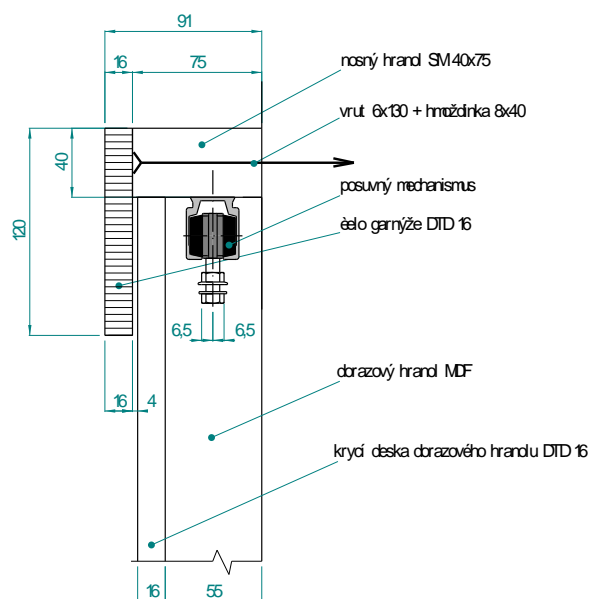 91
16
75
nosný hranol SM 40x75
vrut 6x130 + hmoždinka 8x40
40
120
posuvný mechanismus
èelo garnýže DTD 16
6,5
6,5
dorazový hranol MDF
16
4
krycí deska dorazového hranolu DTD 16
16
55